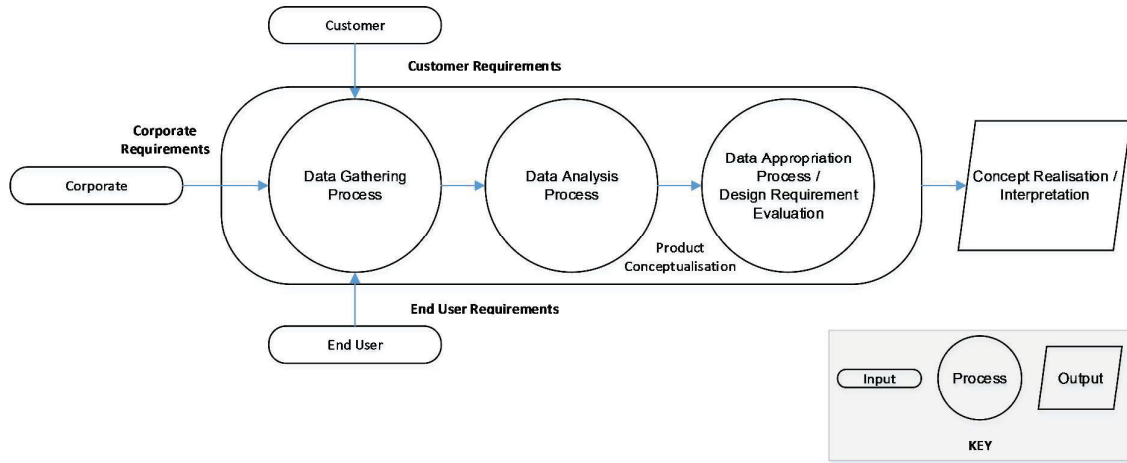 Customer
Customer Requirements
Corporate
Requirements
Corporate
Data Gathering
Process
Data Analysis
Process
Data Appropriation
Process /
Design Requirement
Evaluation
Concept Realisation /
Interpretation
Product
Conceptualisation
End User Requirements
End User
Input
Process
Output
KEY